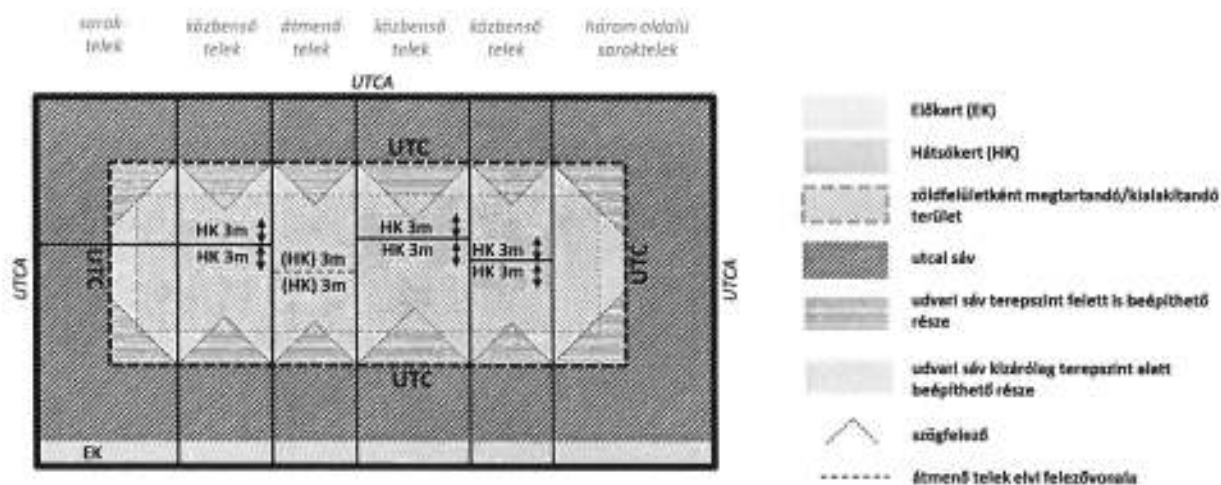 sarok telek
közbenső telek
átmenő telek
közbenső telek
közbenső telek
három oldalú saroktelek
UTCA
UTC
HK 3m
HK 3m
HK 3m
HK 3m
HK 3m
HK 3m
(HK) 3m
(HK) 3m
UTCA
UTC
UTC
UTCA
UTC
EK
Előkert (EK)
Hátsókert (HK)
zöldfelületként megtartandó/kialakítandó
terület
utcai sáv
udvari sáv terepszint felett is beépíthető
része
udvari sáv kizárólag terepszint alatt
beépíthető része
szögfelező
átmenő telek elvi felezővonala